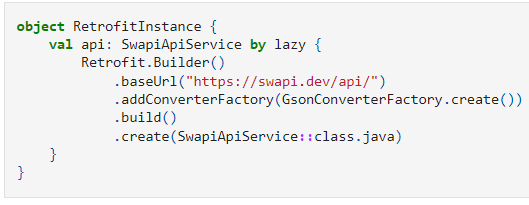 object RetrofitInstance {
    val api: SwapiApiService by lazy {
        Retrofit.Builder()
            .baseUrl("https://swapi.dev/api/")
            .addConverterFactory(GsonConverterFactory.create())
            .build()
            .create(SwapiApiService::class.java)
    }
}